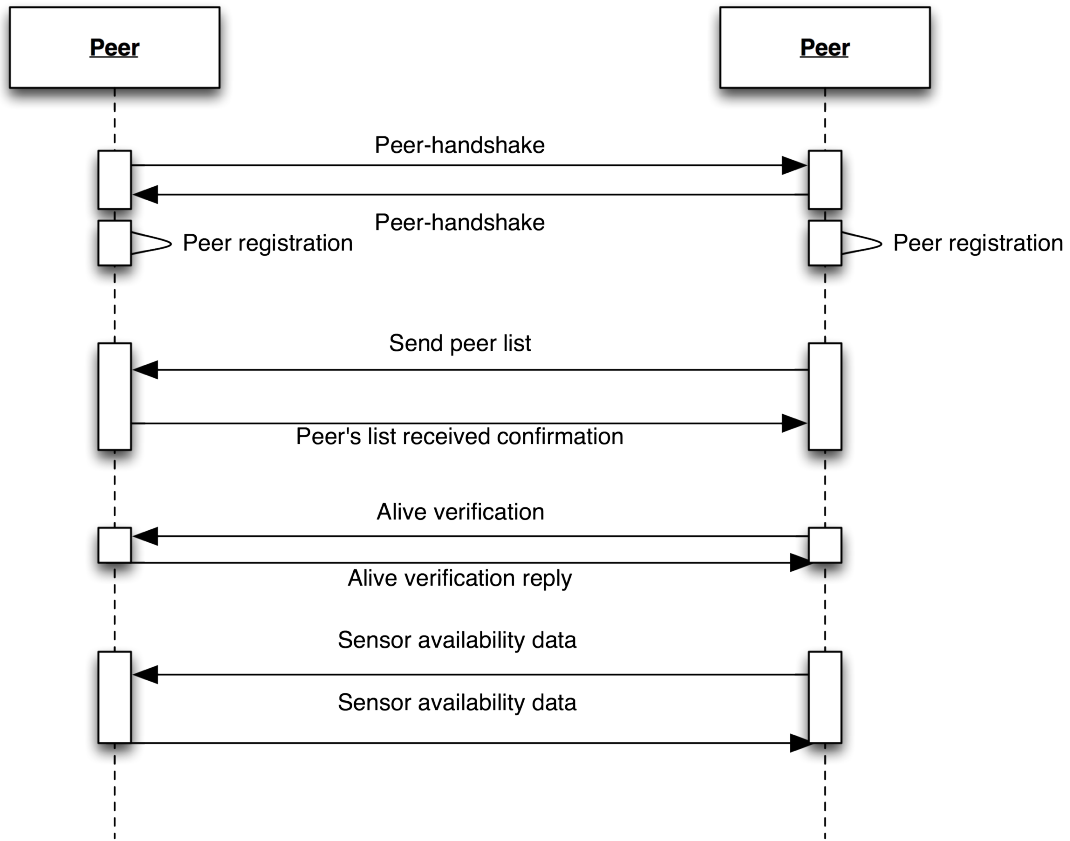 Peer
Peer
Peer-handshake
Peer-handshake
Peer registration
Peer registration
Send peer list
Peer's list received confirmation
Alive verification
Alive verification reply
Sensor availability data
Sensor availability data